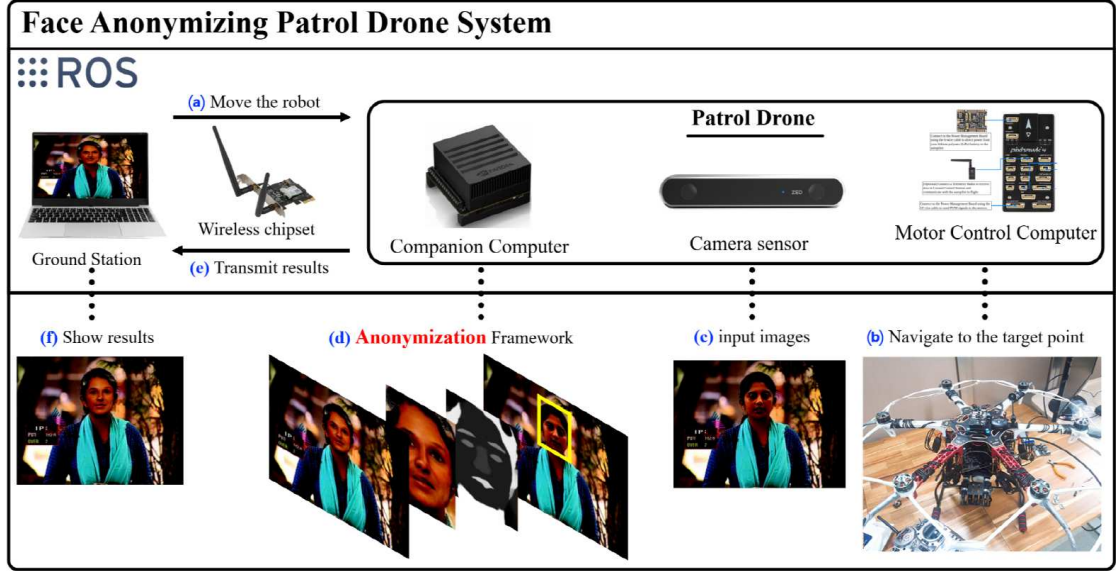 Face Anonymizing Patrol Drone System
ROS
(a) Move the robot
Patrol Drone
ZED
pixhawk 4
Wireless chipset
Ground Station
(e) Transmit results
Companion Computer
Camera sensor
Motor Control Computer
(f) Show results
(d) Anonymization Framework
(c) input images
(b) Navigate to the target point